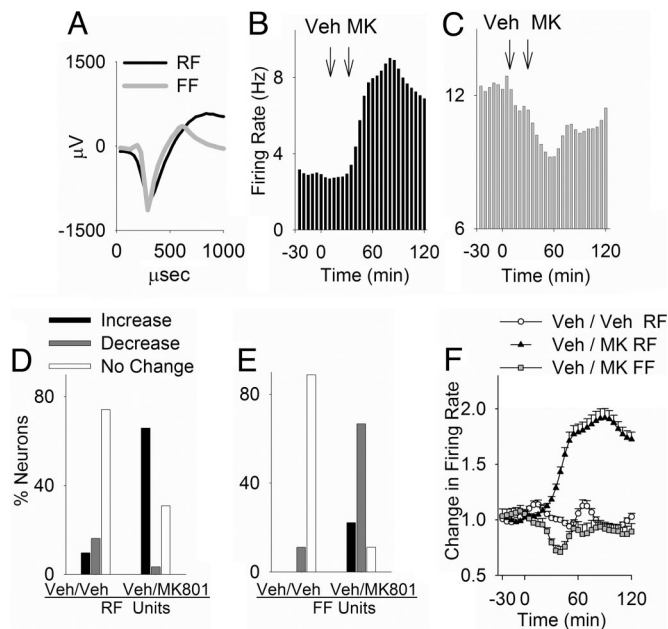 A
RF
FF
1500
0
-1500
µV
0
500
1000
µsec
B
Veh MK
8
4
0
Firing Rate (Hz)
-30
0
60
120
Time (min)
C
Veh MK
12
6
-30
0
60
120
Time (min)
Increase
Decrease
No Change
D
80
40
0
% Neurons
Veh/Veh
Veh/MK801
RF Units
E
80
40
0
Veh/Veh
Veh/MK801
FF Units
Veh / Veh RF
Veh / MK RF
Veh / MK FF
F
2.0
1.5
1.0
0.5
Change in Firing Rate
-30
0
60
120
Time (min)